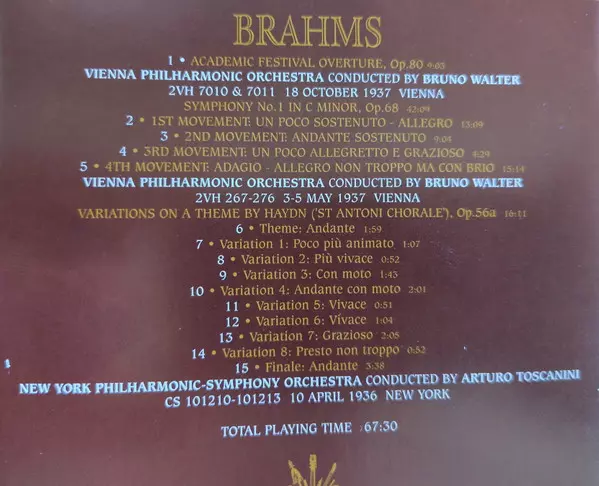 BRAHMS
1 • ACADEMIC FESTIVAL OVERTURE, Op.80 9:05
VIENNA PHILHARMONIC ORCHESTRA CONDUCTED BY BRUNO WALTER
2VH 7010 & 7011 18 OCTOBER 1937 VIENNA
SYMPHONY No.1 IN C MINOR, Op.68 42:09
2 • 1ST MOVEMENT: UN POCO SOSTENUTO - ALLEGRO 13:09
3 • 2ND MOVEMENT: ANDANTE SOSTENUTO 9:04
4 • 3RD MOVEMENT: UN POCO ALLEGRETTO E GRAZIOSO 4:29
5 • 4TH MOVEMENT: ADAGIO - ALLEGRO NON TROPPO MA CON BRIO 15:14
VIENNA PHILHARMONIC ORCHESTRA CONDUCTED BY BRUNO WALTER
2VH 267-276 3-5 MAY 1937 VIENNA
VARIATIONS ON A THEME BY HAYDN ('ST ANTONI CHORALE'), Op.56a 16:11
6 • Theme: Andante 1:59
7 • Variation 1: Poco più animato 1:07
8 • Variation 2: Più vivace 0:52
9 • Variation 3: Con moto 1:43
10 • Variation 4: Andante con moto 2:01
11 • Variation 5: Vivace 0:51
12 • Variation 6: Vivace 1:04
13 • Variation 7: Grazioso 2:05
14 • Variation 8: Presto non troppo 0:52
15 • Finale: Andante 3:38
NEW YORK PHILHARMONIC-SYMPHONY ORCHESTRA CONDUCTED BY ARTURO TOSCANINI
CS 101210-101213 10 APRIL 1936 NEW YORK
TOTAL PLAYING TIME :67:30